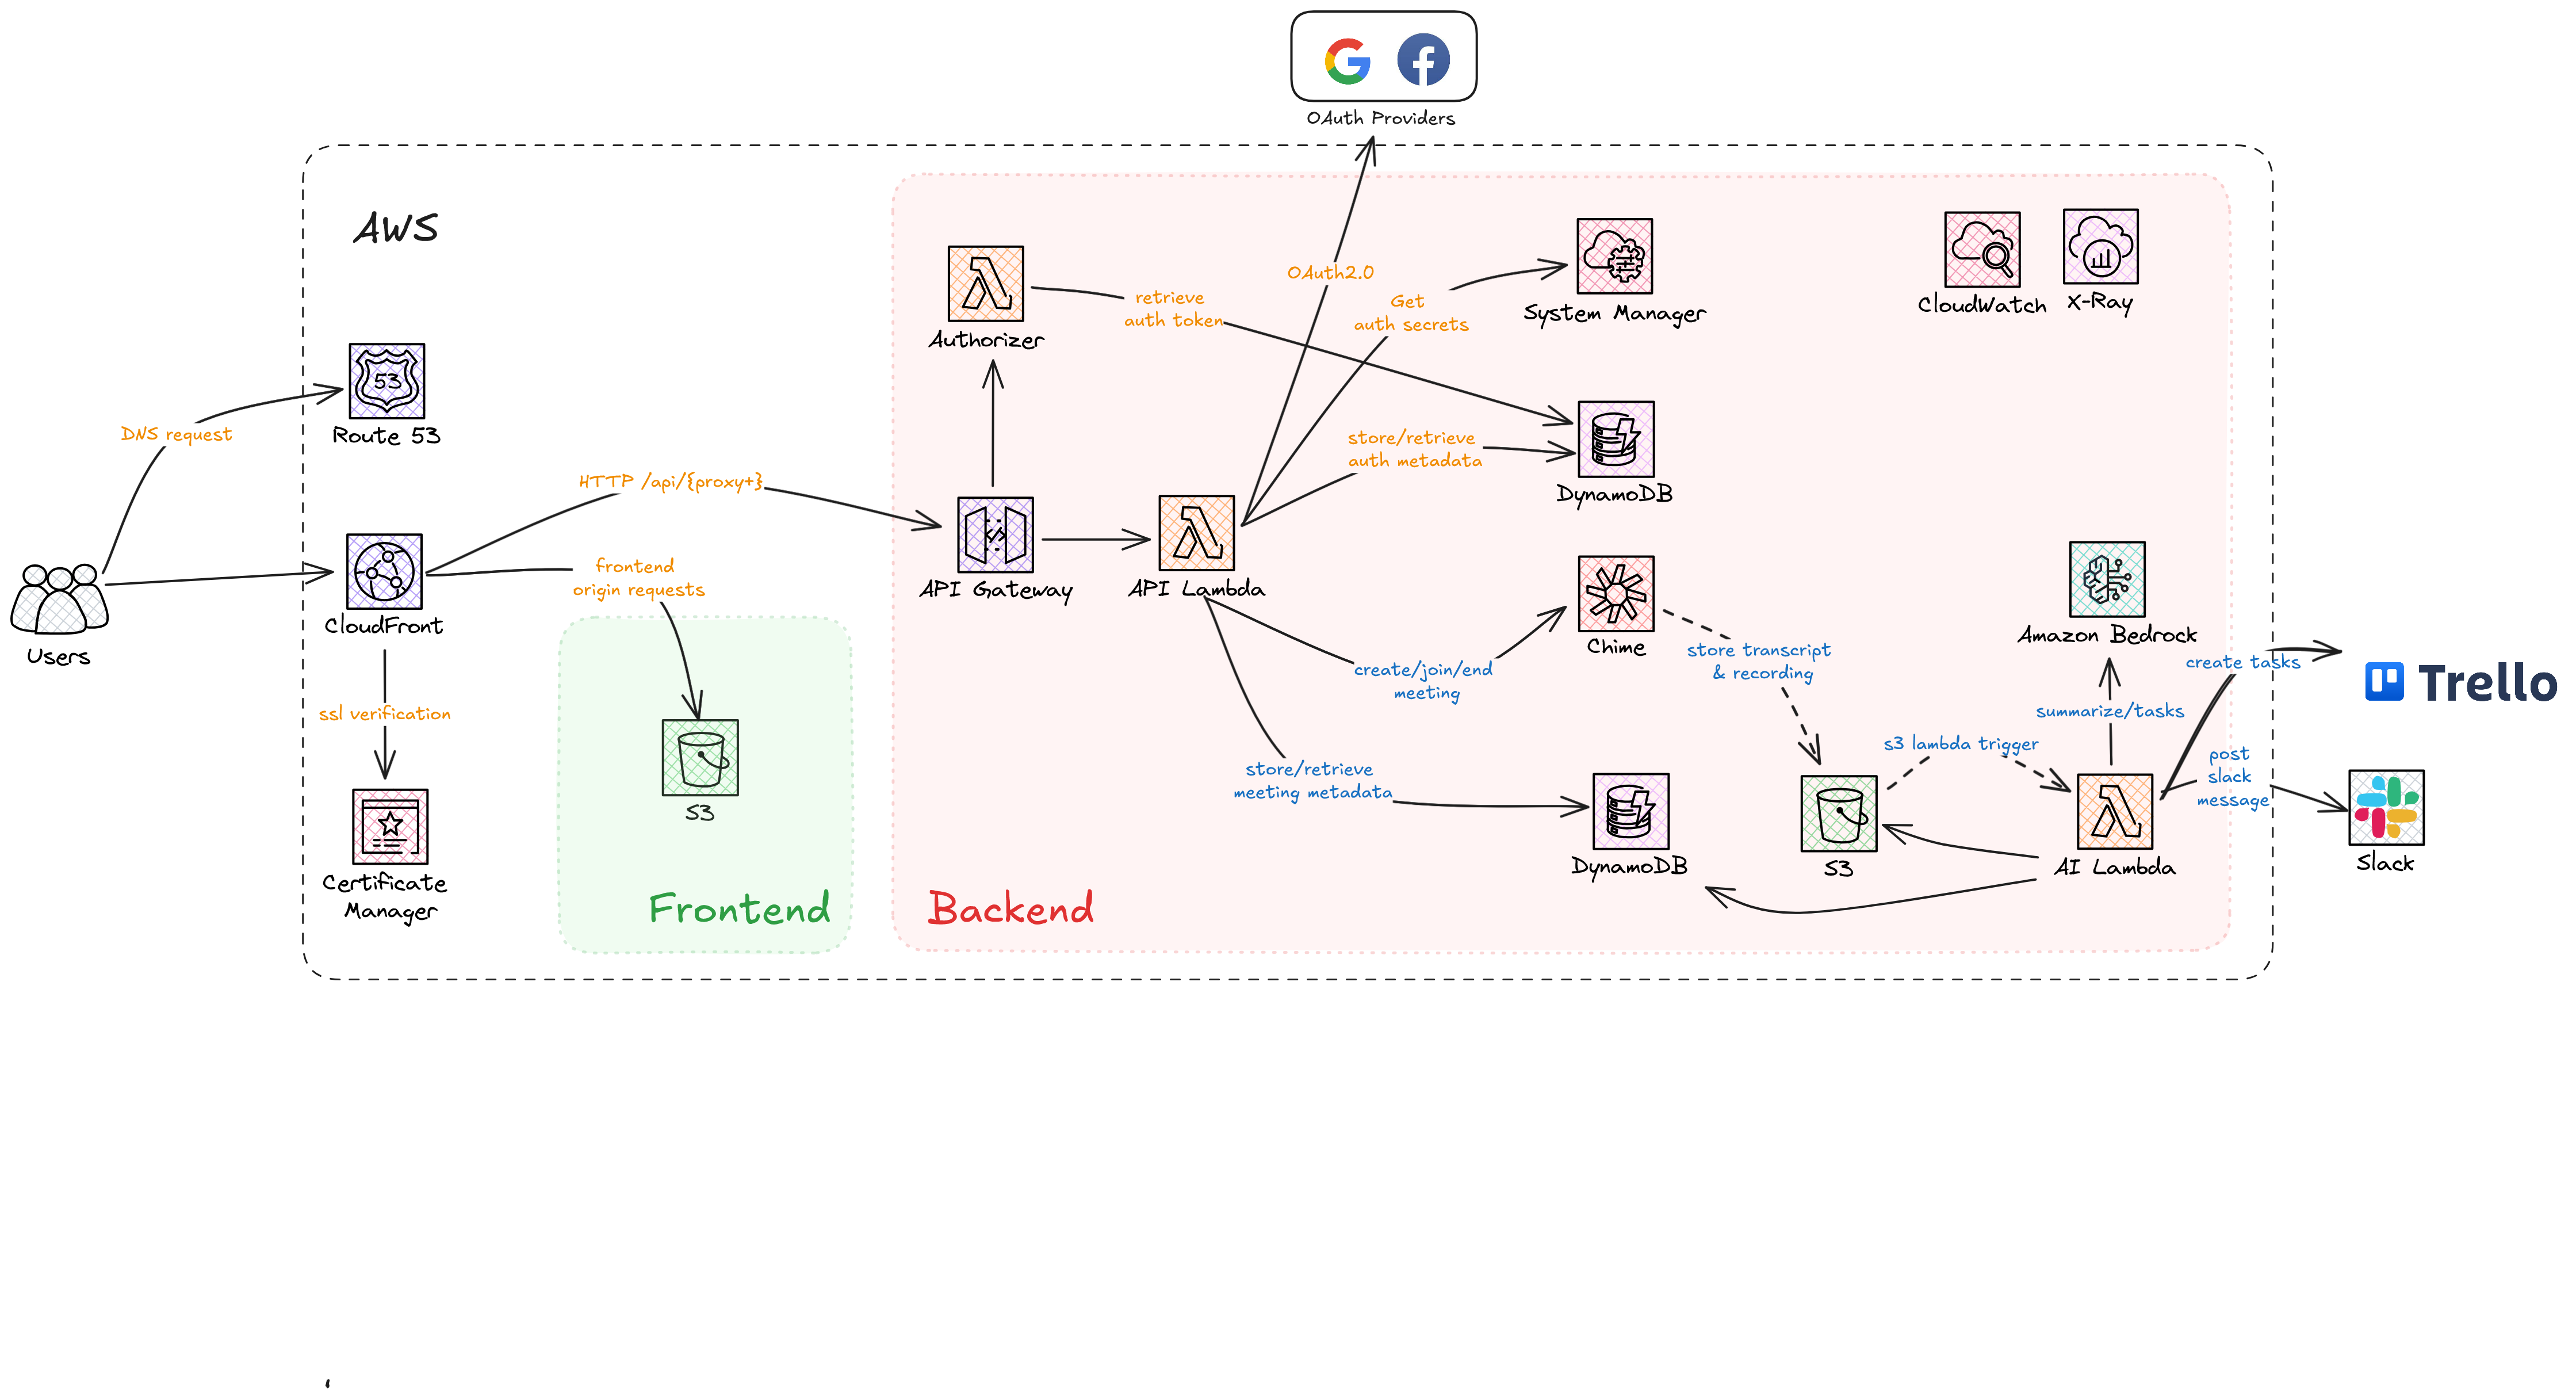 OAuth Providers
AWS
53
Route 53
DNS request
Users
CloudFront
ssl verification
Certificate
Manager
HTTP /api/{proxy+}
frontend
origin requests
S3
Frontend
Backend
Authorizer
retrieve
auth token
API Gateway
API Lambda
OAuth2.0
Get
auth secrets
System Manager
store/retrieve
auth metadata
DynamoDB
CloudWatch
X-Ray
create/join/end
meeting
Chime
store transcript
& recording
store/retrieve
meeting metadata
DynamoDB
S3
s3 lambda trigger
Amazon Bedrock
summarize/tasks
AI Lambda
create tasks
Trello
post
slack
message
Slack